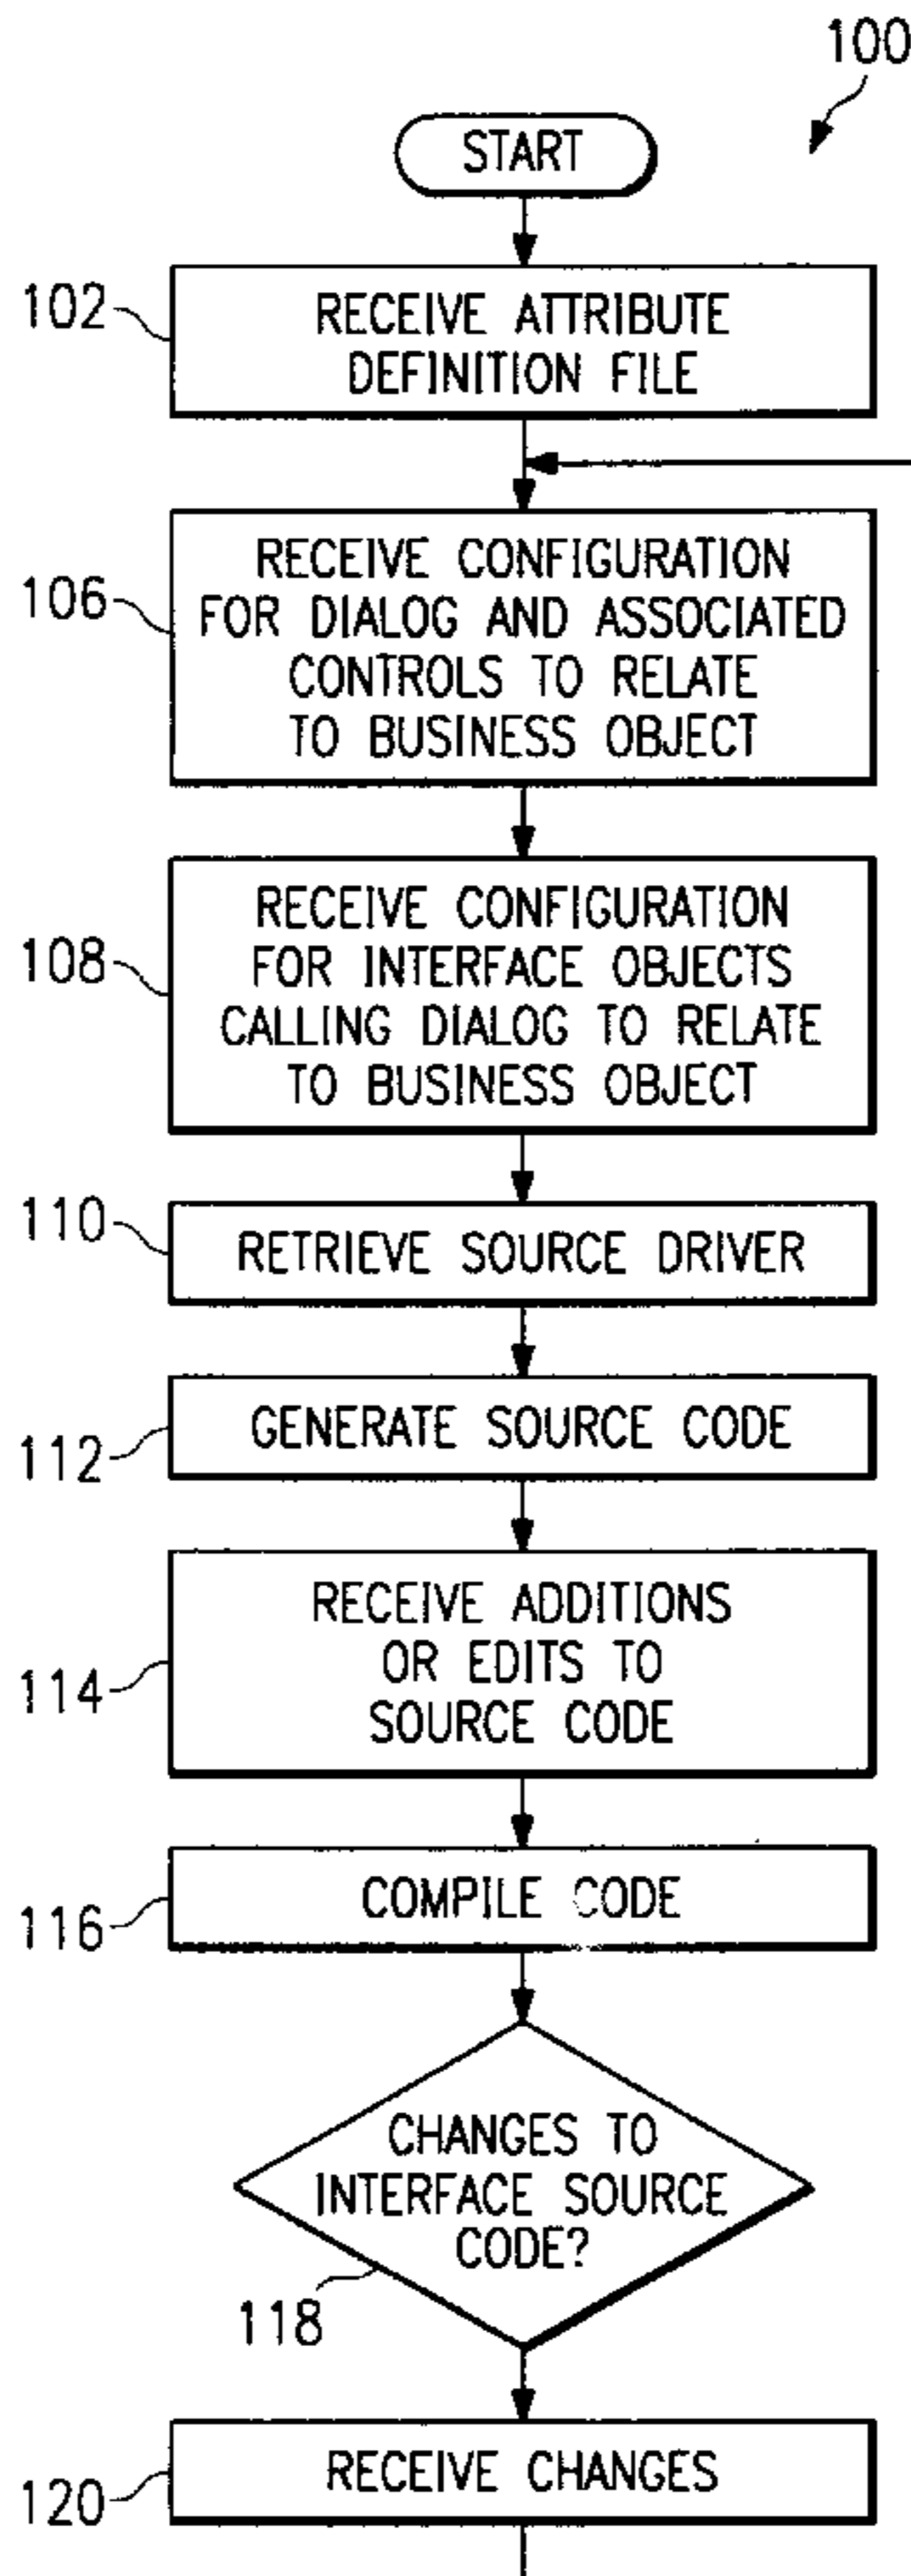 100
START
102
RECEIVE ATTRIBUTE
DEFINITION FILE
106
RECEIVE CONFIGURATION
FOR DIALOG AND ASSOCIATED
CONTROLS TO RELATE
TO BUSINESS OBJECT
108
RECEIVE CONFIGURATION
FOR INTERFACE OBJECTS
CALLING DIALOG TO RELATE
TO BUSINESS OBJECT
110
RETRIEVE SOURCE DRIVER
112
GENERATE SOURCE CODE
114
RECEIVE ADDITIONS
OR EDITS TO
SOURCE CODE
116
COMPILE CODE
CHANGES TO
INTERFACE SOURCE
CODE?
118
120
RECEIVE CHANGES